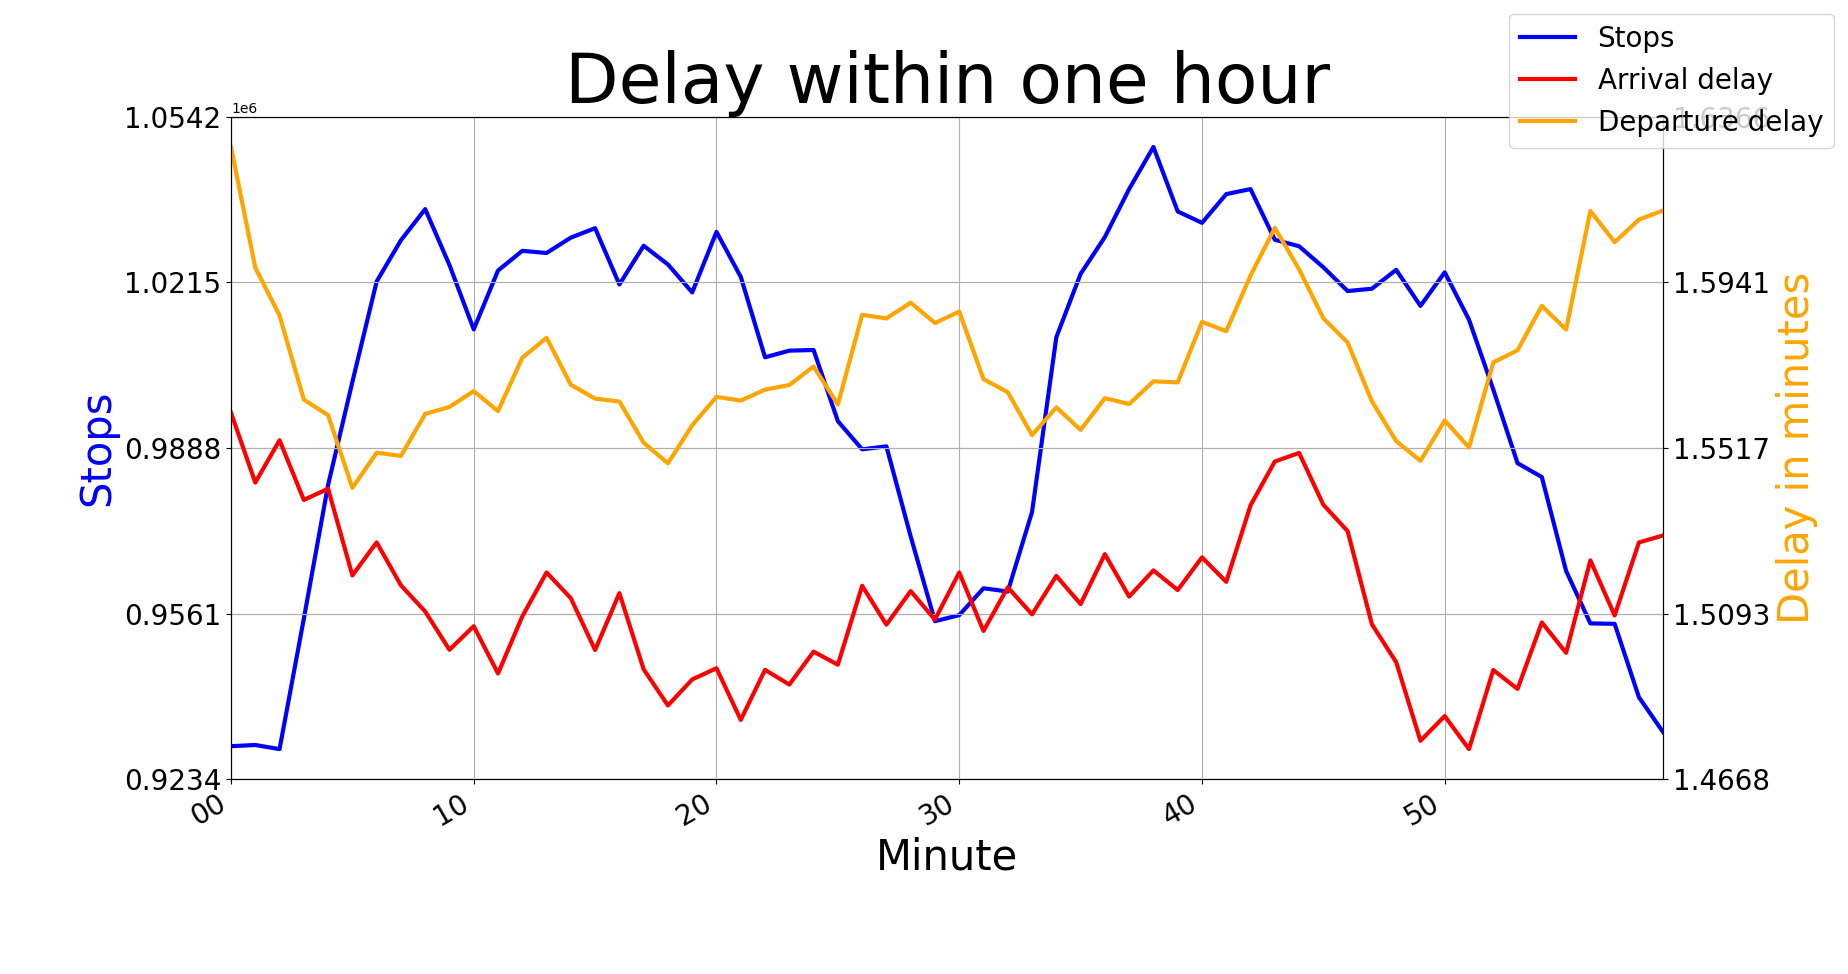 Delay within one hour
Stops
Arrival delay
Departure delay
1e6
1.0542
1.0215
0.9888
0.9561
0.9234
Stops
1.6366
1.5941
1.5517
1.5093
1.4668
Delay in minutes
00
10
20
30
40
50
Minute